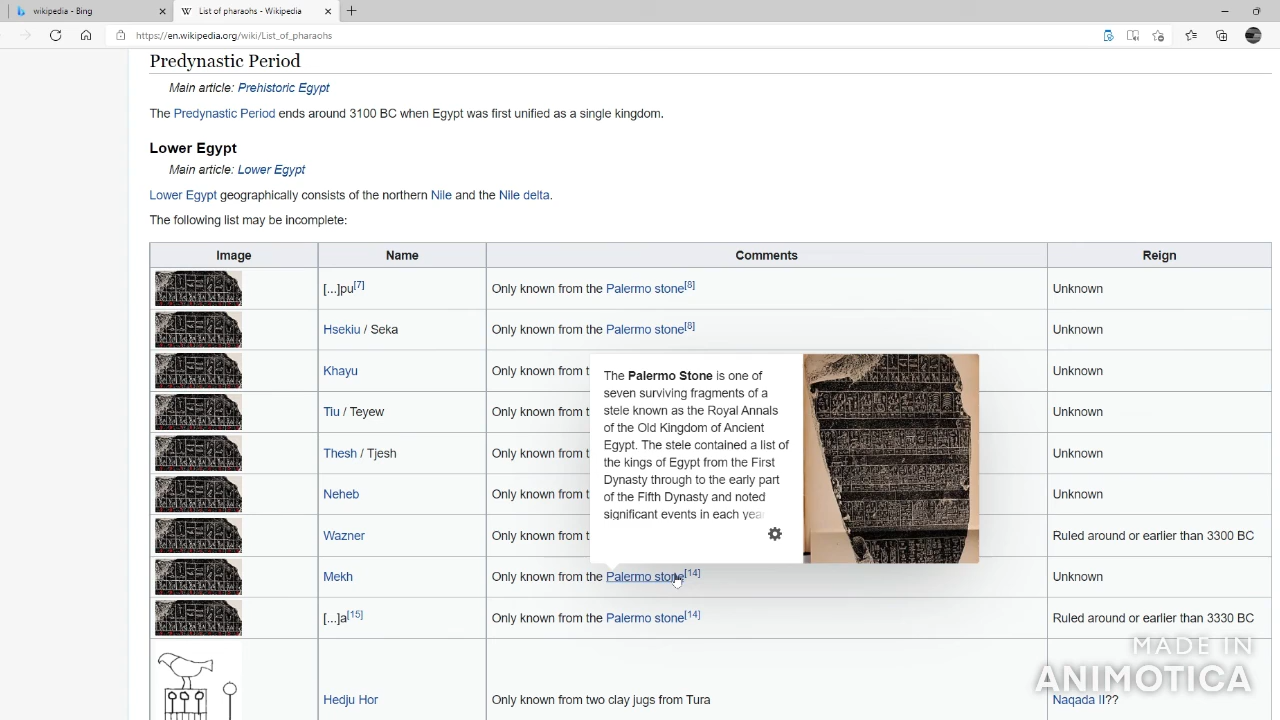 wikipedia - Bing
List of pharaohs - Wikipedia
https://en.wikipedia.org/wiki/List_of_pharaohs
Predynastic Period
Main article: Prehistoric Egypt
The Predynastic Period ends around 3100 BC when Egypt was first unified as a single kingdom.
Lower Egypt
Main article: Lower Egypt
Lower Egypt geographically consists of the northern Nile and the Nile delta.
The following list may be incomplete:
Image Name Comments Reign
[...]pu[7] Only known from the Palermo stone[8] Unknown
Hsekiu / Seka Only known from the Palermo stone[8] Unknown
Khayu Only known from t Unknown
Tiu / Teyew Only known from t Unknown
Thesh / Tjesh Only known from t Unknown
Neheb Only known from t Unknown
Wazner Only known from t Ruled around or earlier than 3300 BC
The Palermo Stone is one of
seven surviving fragments of a
stele known as the Royal Annals
of the Old Kingdom of Ancient
Egypt. The stele contained a list of
the kings of Egypt from the First
Dynasty through to the early part
of the Fifth Dynasty and noted
significant events in each year
Mekh Only known from the Palermo stone[14] Unknown
[...]a[15] Only known from the Palermo stone[14] Ruled around or earlier than 3330 BC
Hedju Hor Only known from two clay jugs from Tura Naqada II??
MADE IN
ANIMOTICA